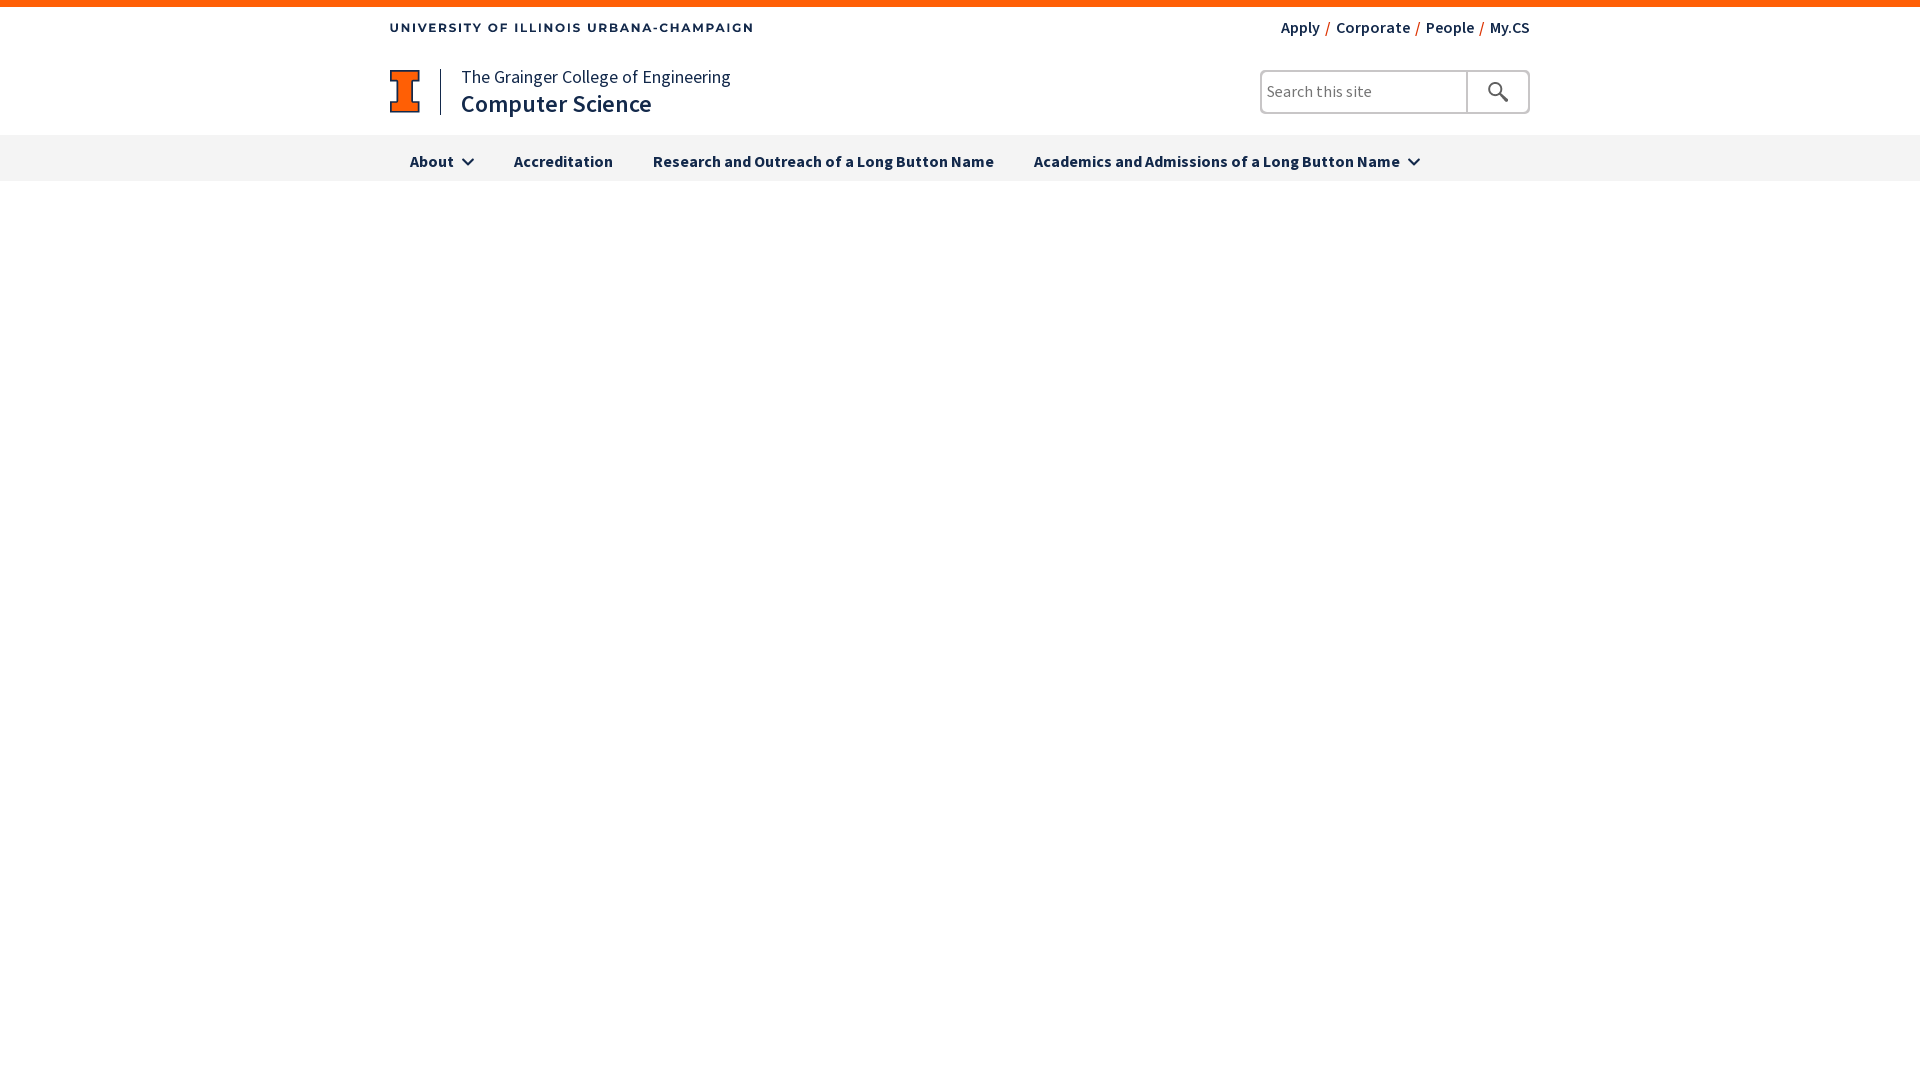 UNIVERSITY OF ILLINOIS URBANA-CHAMPAIGN
Apply / Corporate / People / My.CS
The Grainger College of Engineering
Computer Science
Search this site
About Accreditation Research and Outreach of a Long Button Name Academics and Admissions of a Long Button Name